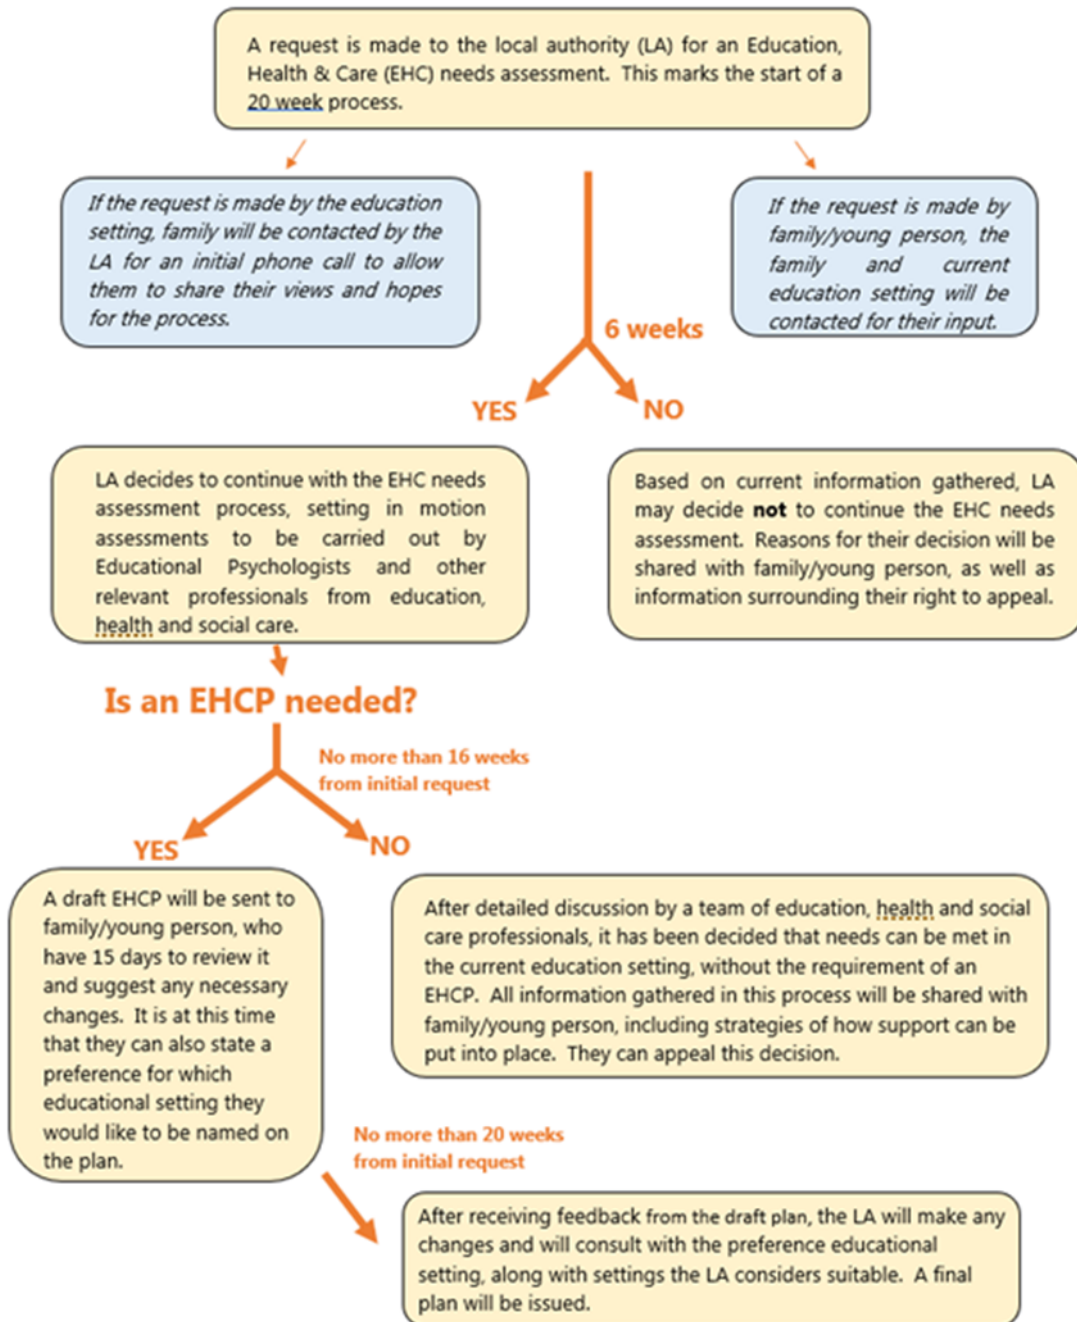 A request is made to the local authority (LA) for an Education,
Health & Care (EHC) needs assessment. This marks the start of a
20 week process.
If the request is made by the education
setting, family will be contacted by the
LA for an initial phone call to allow
them to share their views and hopes
for the process.
If the request is made by
family/young person, the
family and current
education setting will be
contacted for their input.
6 weeks
YES
NO
LA decides to continue with the EHC needs
assessment process, setting in motion
assessments to be carried out by
Educational Psychologists and other
relevant professionals from education,
health and social care.
Based on current information gathered, LA
may decide not to continue the EHC needs
assessment. Reasons for their decision will be
shared with family/young person, as well as
information surrounding their right to appeal.
Is an EHCP needed?
No more than 16 weeks
from initial request
YES
NO
A draft EHCP will be sent to
family/young person, who
have 15 days to review it
and suggest any necessary
changes. It is at this time
that they can also state a
preference for which
educational setting they
would like to be named on
the plan.
After detailed discussion by a team of education, health and social
care professionals, it has been decided that needs can be met in
the current education setting, without the requirement of an
EHCP. All information gathered in this process will be shared with
family/young person, including strategies of how support can be
put into place. They can appeal this decision.
No more than 20 weeks
from initial request
After receiving feedback from the draft plan, the LA will make any
changes and will consult with the preference educational
setting, along with settings the LA considers suitable. A final
plan will be issued.